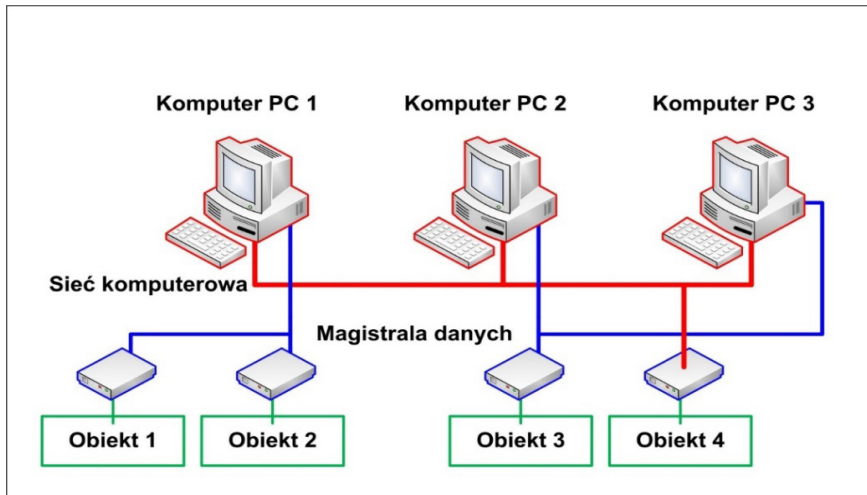 Komputer PC 1
Komputer PC 2
Komputer PC 3
Sieć komputerowa
Magistrala danych
Obiekt 1
Obiekt 2
Obiekt 3
Obiekt 4